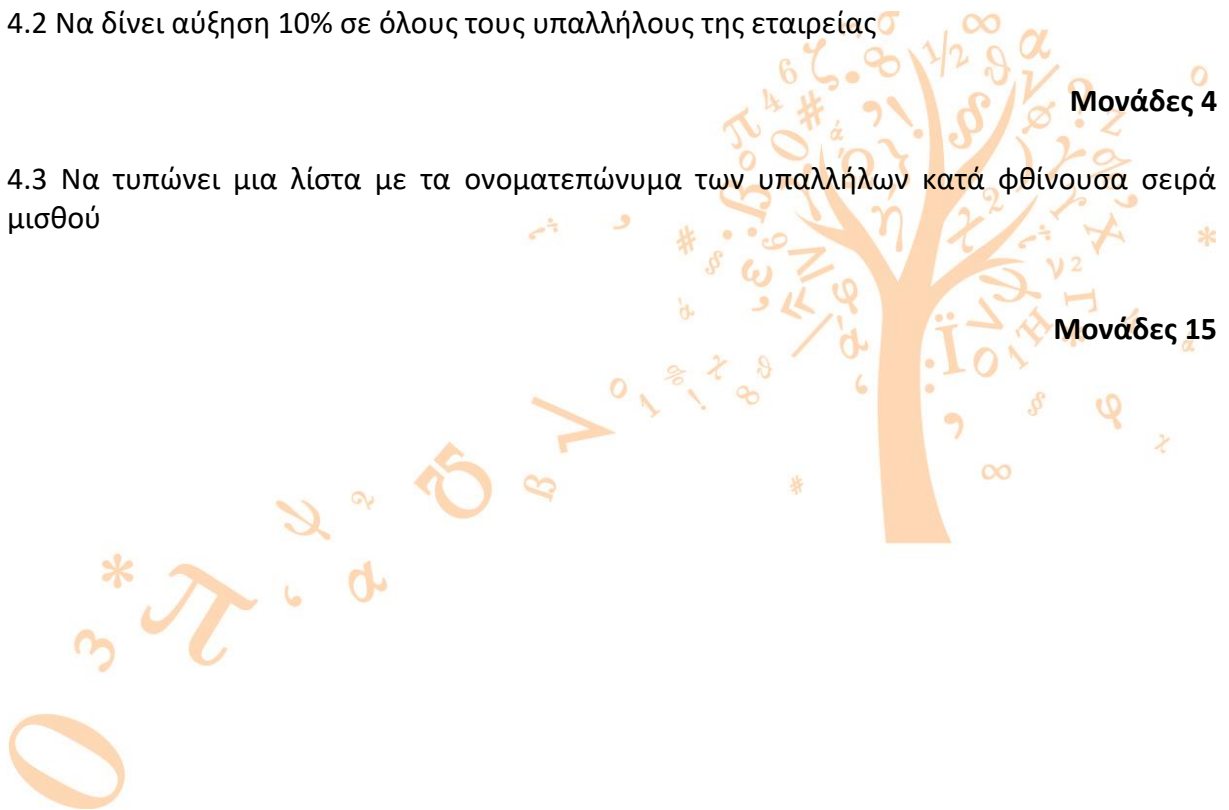 4.2 Να δίνει αύξηση 10% σε όλους τους υπαλλήλους της εταιρείας
Μονάδες 4
4.3 Να τυπώνει μια λίστα με τα ονοματεπώνυμα των υπαλλήλων κατά φθίνουσα σειρά
μισθού
Μονάδες 15